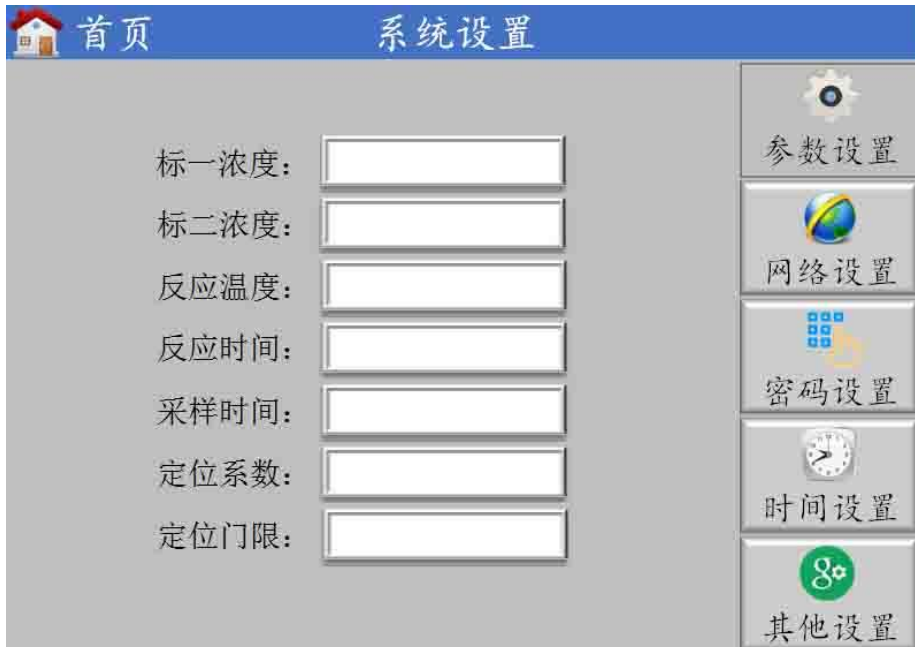 首页
系统设置
标一浓度：
标二浓度：
反应温度：
反应时间：
采样时间：
定位系数：
定位门限：
参数设置
网络设置
密码设置
时间设置
其他设置